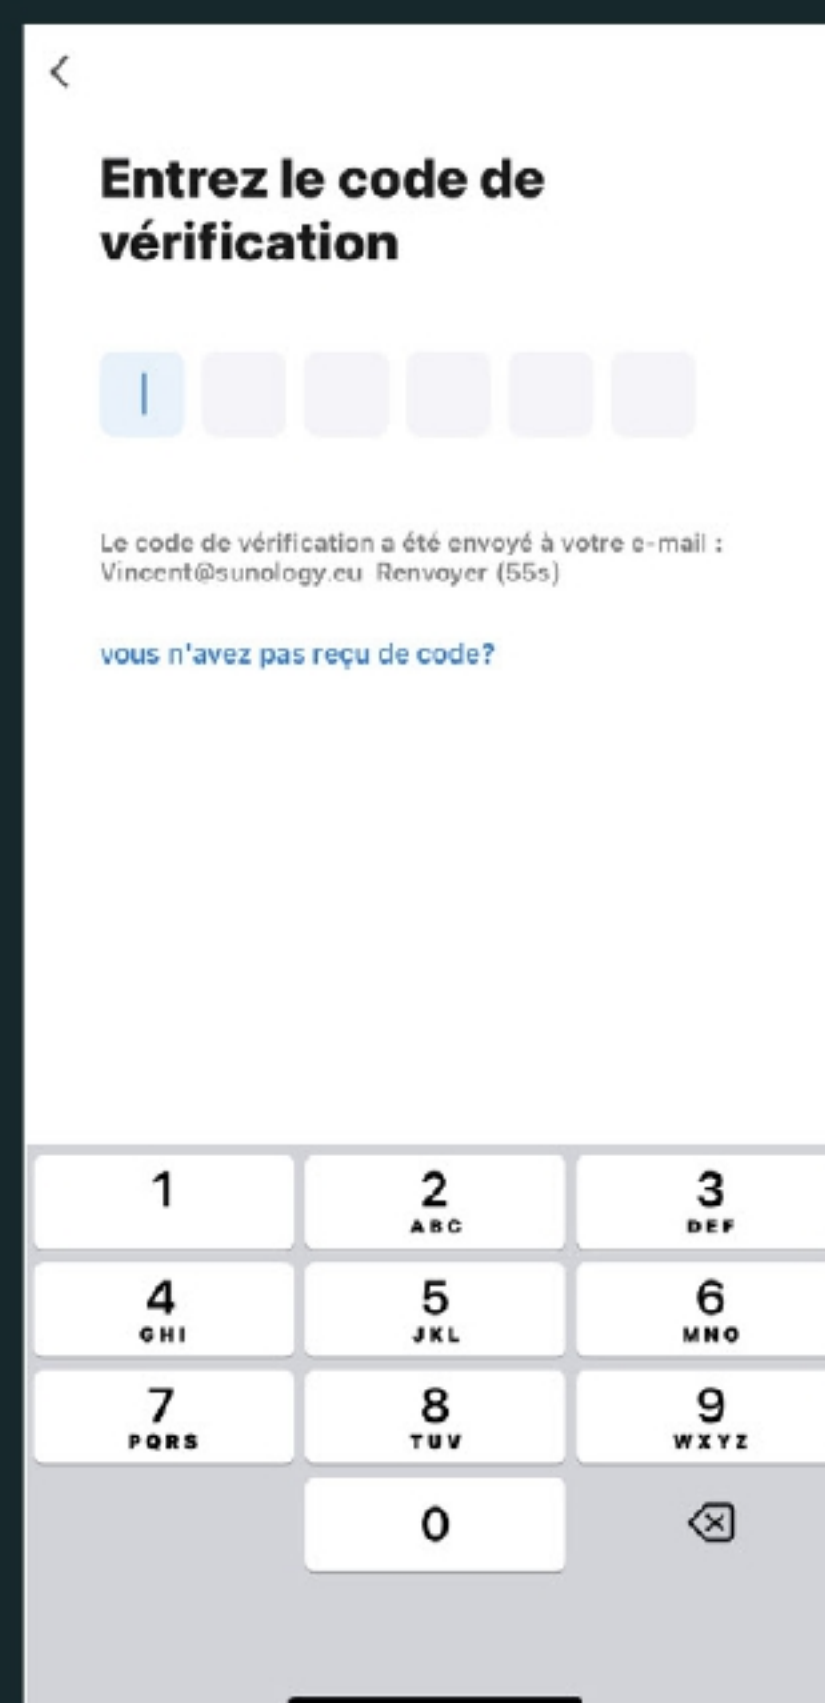 Entrez le code de
vérification
Le code de vérification a été envoyé à votre e-mail :
Vincent@sunology.eu Renvoyer (55s)
vous n'avez pas reçu de code?
1 2 3
ABC DEF
4 5 6
GHI JKL MNO
7 8 9
PQRS TUV WXYZ
0